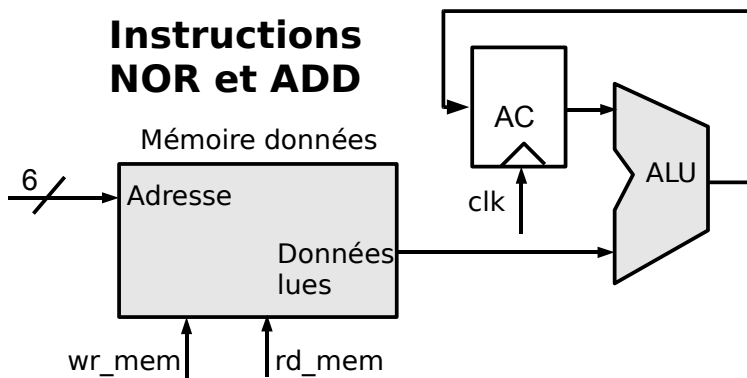 Instructions
NOR et ADD
Mémoire données
6
Adresse
Données
lues
wr_mem
rd_mem
AC
clk
ALU